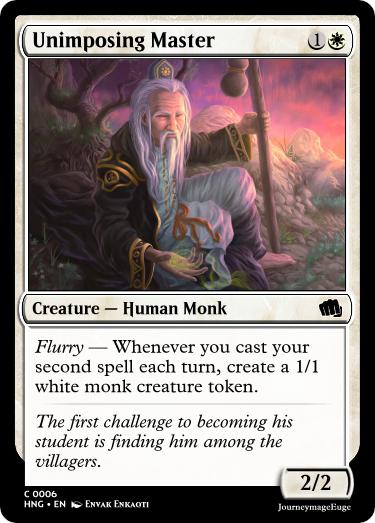 Unimposing Master 1
Creature — Human Monk
Flurry — Whenever you cast your
second spell each turn, create a 1/1
white monk creature token.
The first challenge to becoming his
student is finding him among the
villagers.
2/2
C 0006
HNG • EN Envak Enkaoti
JourneymageEuge